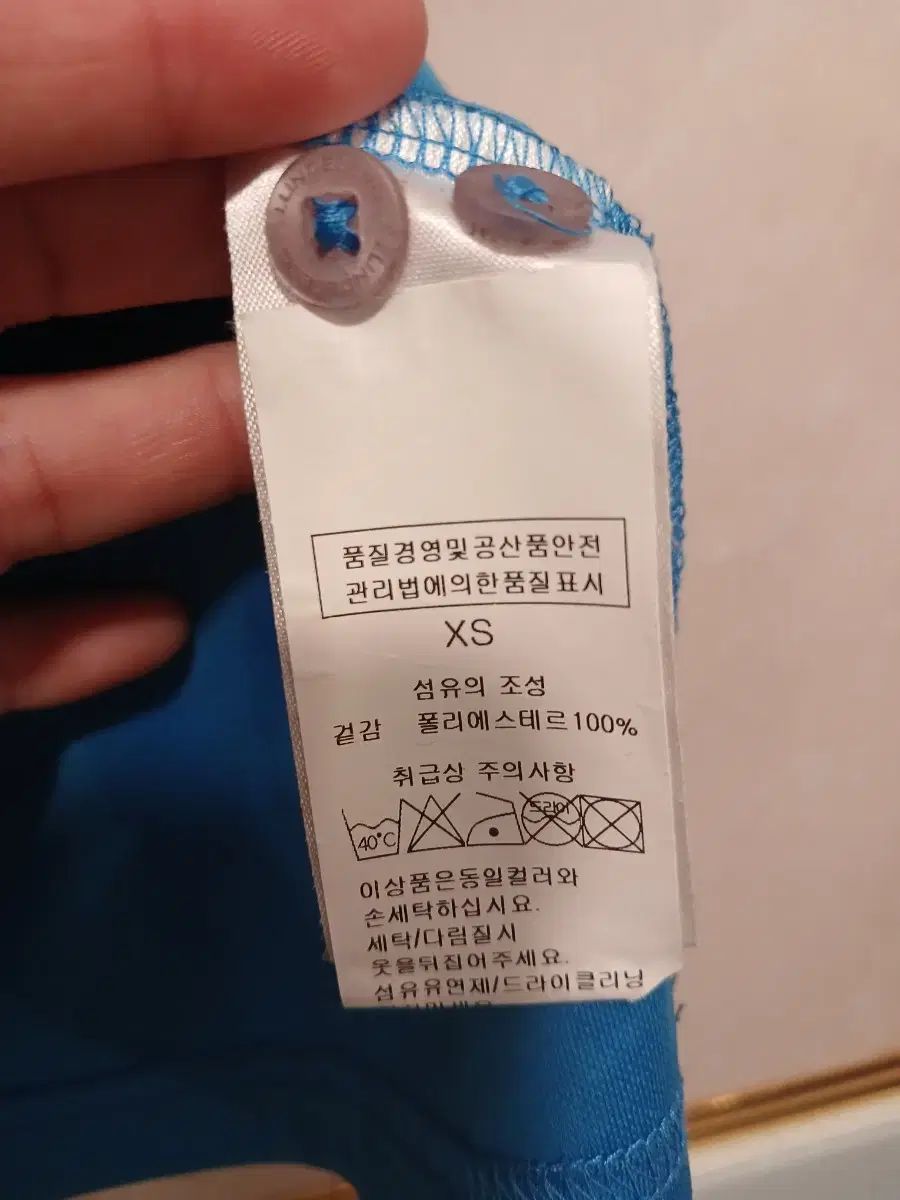 품질경영및공산품안전
관리법에의한품질표시
XS
섬유의 조성
겉감 폴리에스테르100%
취급상 주의사항
40°C 드라이
이상품은동일컬러와
손세탁하십시요.
세탁/다림질시
옷을뒤집어주세요.
섬유유연제/드라이클리닝